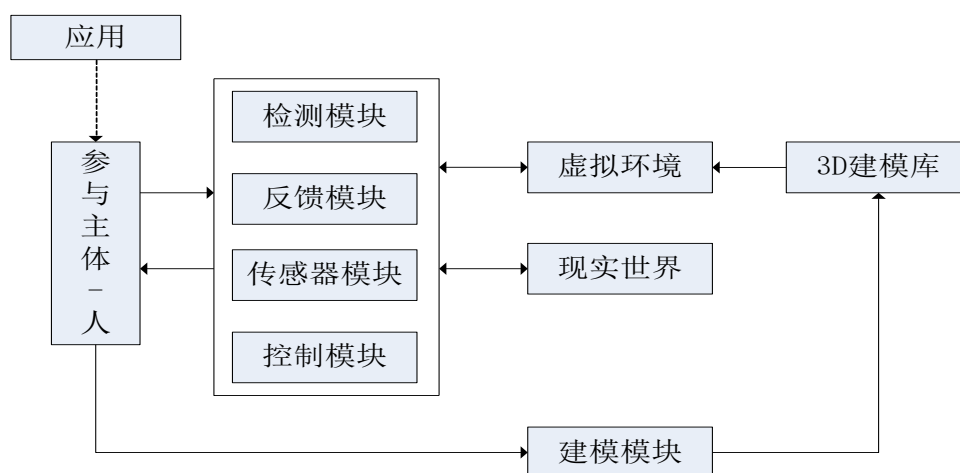 应用
参与主体-人
检测模块
反馈模块
传感器模块
控制模块
虚拟环境
现实世界
3D建模库
建模模块